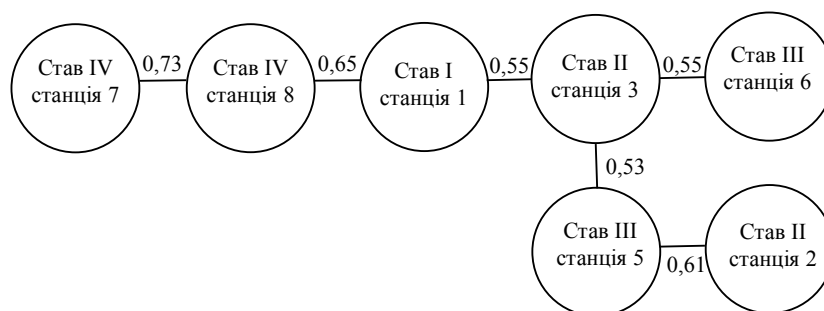 Став IV
станція 7
0,73
Став IV
станція 8
0,65
Став I
станція 1
0,55
Став II
станція 3
0,55
Став III
станція 6
0,53
Став III
станція 5
0,61
Став II
станція 2